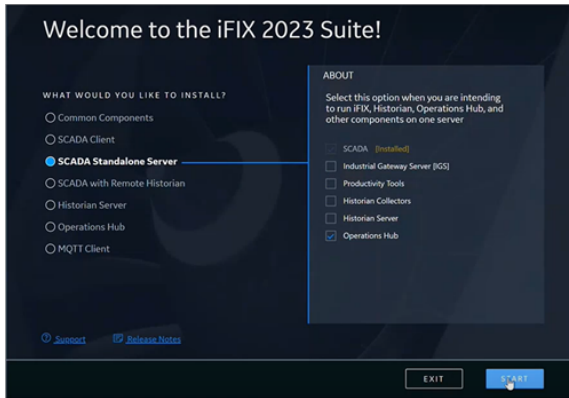 Welcome to the iFIX 2023 Suite!
WHAT WOULD YOU LIKE TO INSTALL?
Common Components
SCADA Client
SCADA Standalone Server
SCADA with Remote Historian
Historian Server
Operations Hub
MQTT Client
Support
Release Notes
ABOUT
Select this option when you are intending
to run iFIX, Historian, Operations Hub, and
other components on one server
SCADA [Installed]
Industrial Gateway Server [IGS]
Productivity Tools
Historian Collectors
Historian Server
Operations Hub
EXIT
START